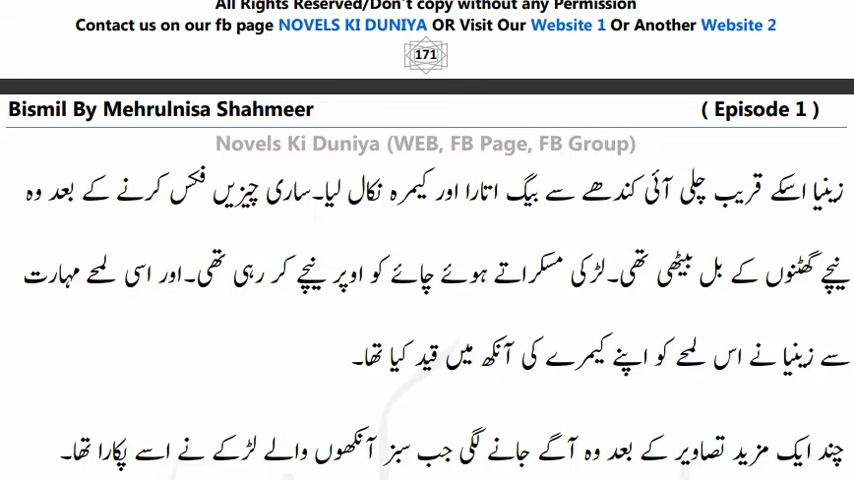 All Rights Reserved/Don't copy without any Permission
Contact us on our fb page NOVELS KI DUNIYA OR Visit Our Website 1 Or Another Website 2
171
Bismil By Mehrulnisa Shahmeer ( Episode 1 )
Novels Ki Duniya (WEB, FB Page, FB Group)
زینیا اسکے قریب چلی آئی کندھے سے بیگ اتارا اور کیمرہ نکال لیا۔ساری چیزیں فکس کرنے کے بعد وہ
نیچے گھٹنوں کے بل بیٹھی تھی۔لڑکی مسکراتے ہوئے چائے کو اوپر نیچے کر رہی تھی۔اور اسی لمحے مہارت
سے زینیا نے اس لمحے کو اپنے کیمرے کی آنکھ میں قید کیا تھا۔
چند ایک مزید تصاویر کے بعد وہ آگے جانے لگی جب سبز آنکھوں والے لڑکے نے اسے پکارا تھا۔